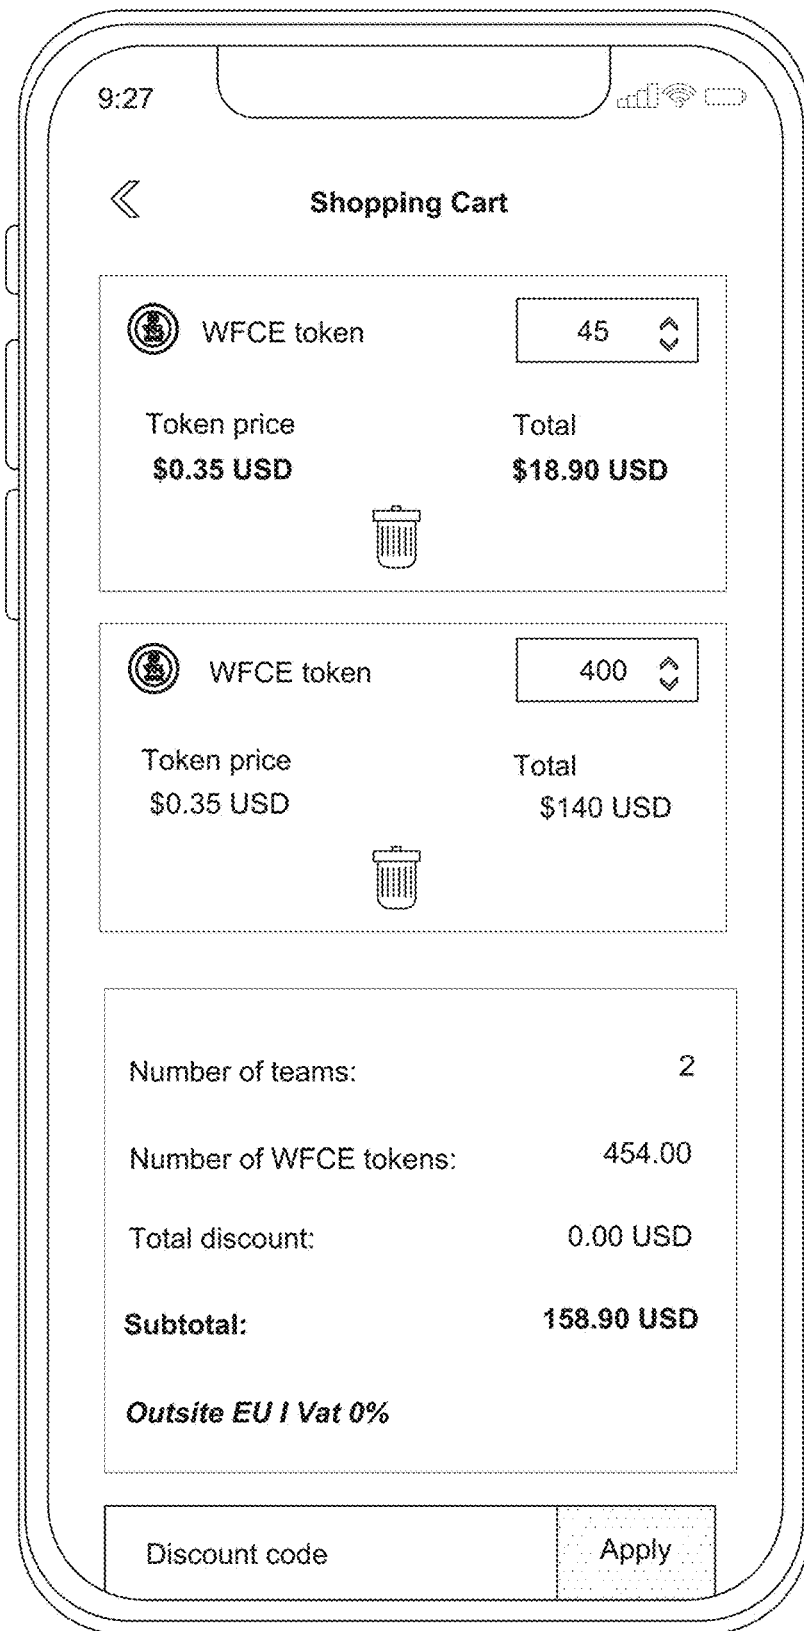 9:27
Shopping Cart
WFCE token 45
Token price Total
$0.35 USD $18.90 USD
WFCE token 400
Token price Total
$0.35 USD $140 USD
Number of teams: 2
Number of WFCE tokens: 454.00
Total discount: 0.00 USD
Subtotal: 158.90 USD
Outsite EU I Vat 0%
Discount code Apply